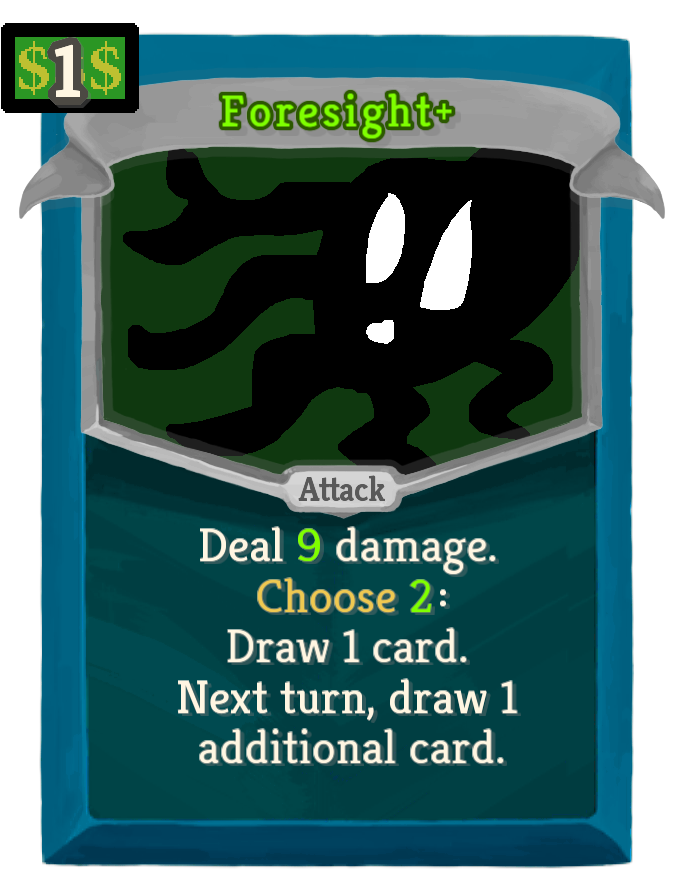 $1$
Foresight+
Attack
Deal 9 damage.
Choose 2:
Draw 1 card.
Next turn, draw 1
additional card.